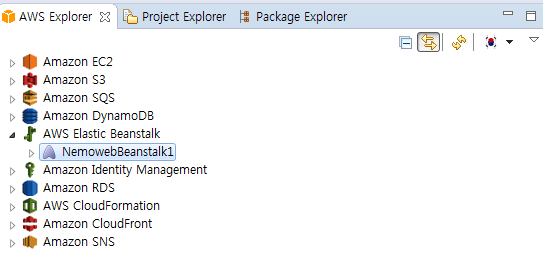 AWS Explorer Project Explorer Package Explorer
Amazon EC2
Amazon S3
Amazon SQS
Amazon DynamoDB
AWS Elastic Beanstalk
NemowebBeanstalk1
Amazon Identity Management
Amazon RDS
AWS CloudFormation
Amazon CloudFront
Amazon SNS